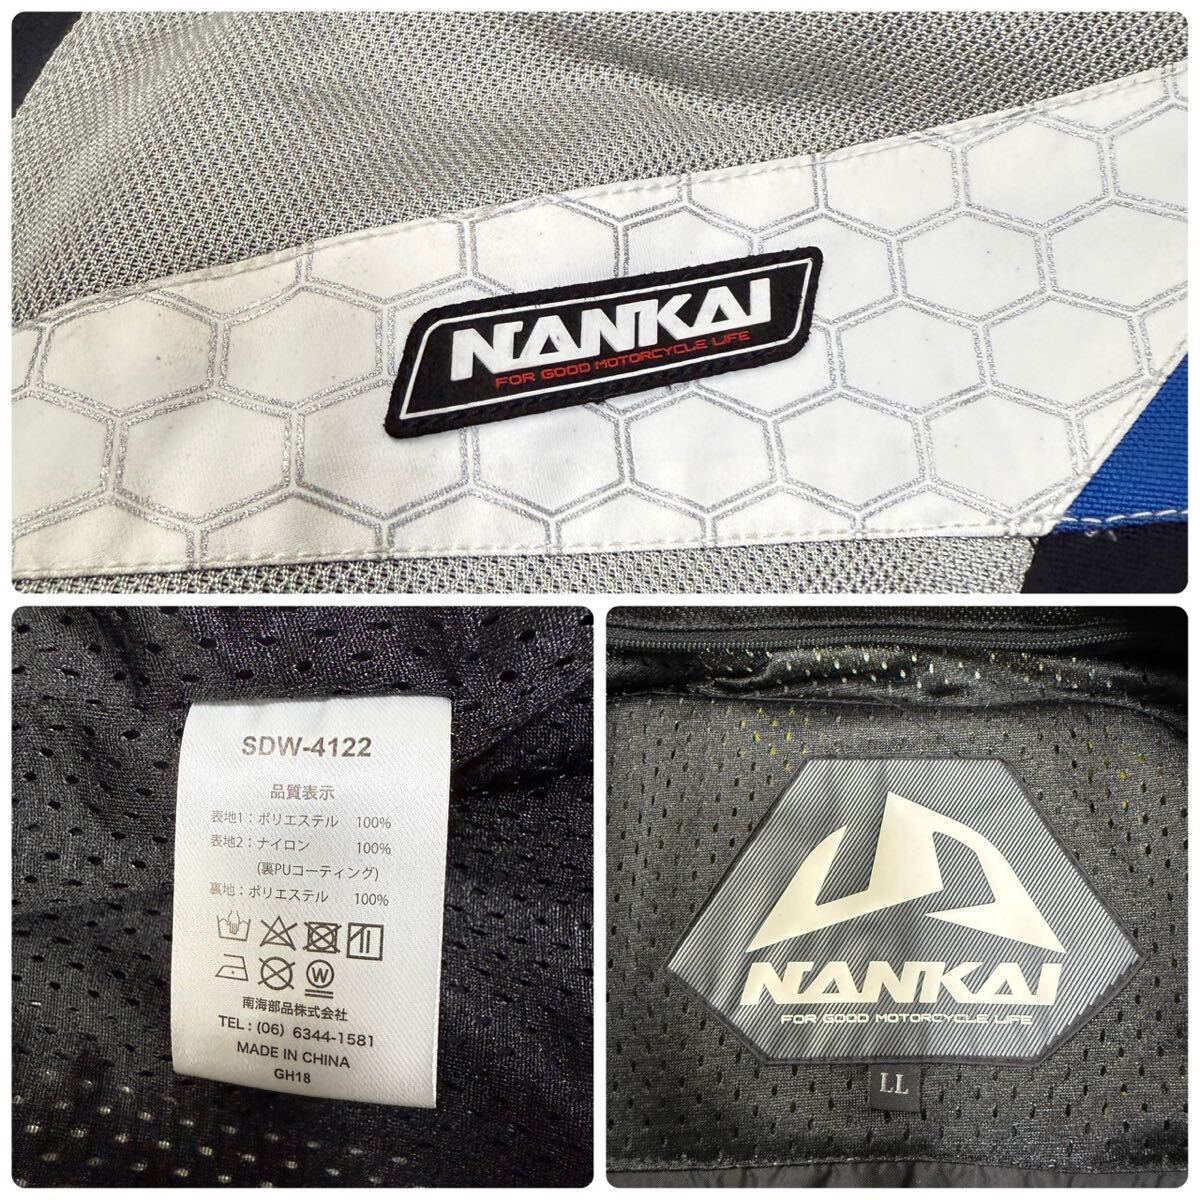 NANKAI
FOR GOOD MOTORCYCLE LIFE
SDW-4122
品質表示
表地1：ポリエステル 100%
表地2：ナイロン 100%
(裏PUコーティング)
裏地：ポリエステル 100%
W
南海部品株式会社
TEL : (06) 6344-1581
MADE IN CHINA
GH18
NANKAI
FOR GOOD MOTORCYCLE LIFE
LL